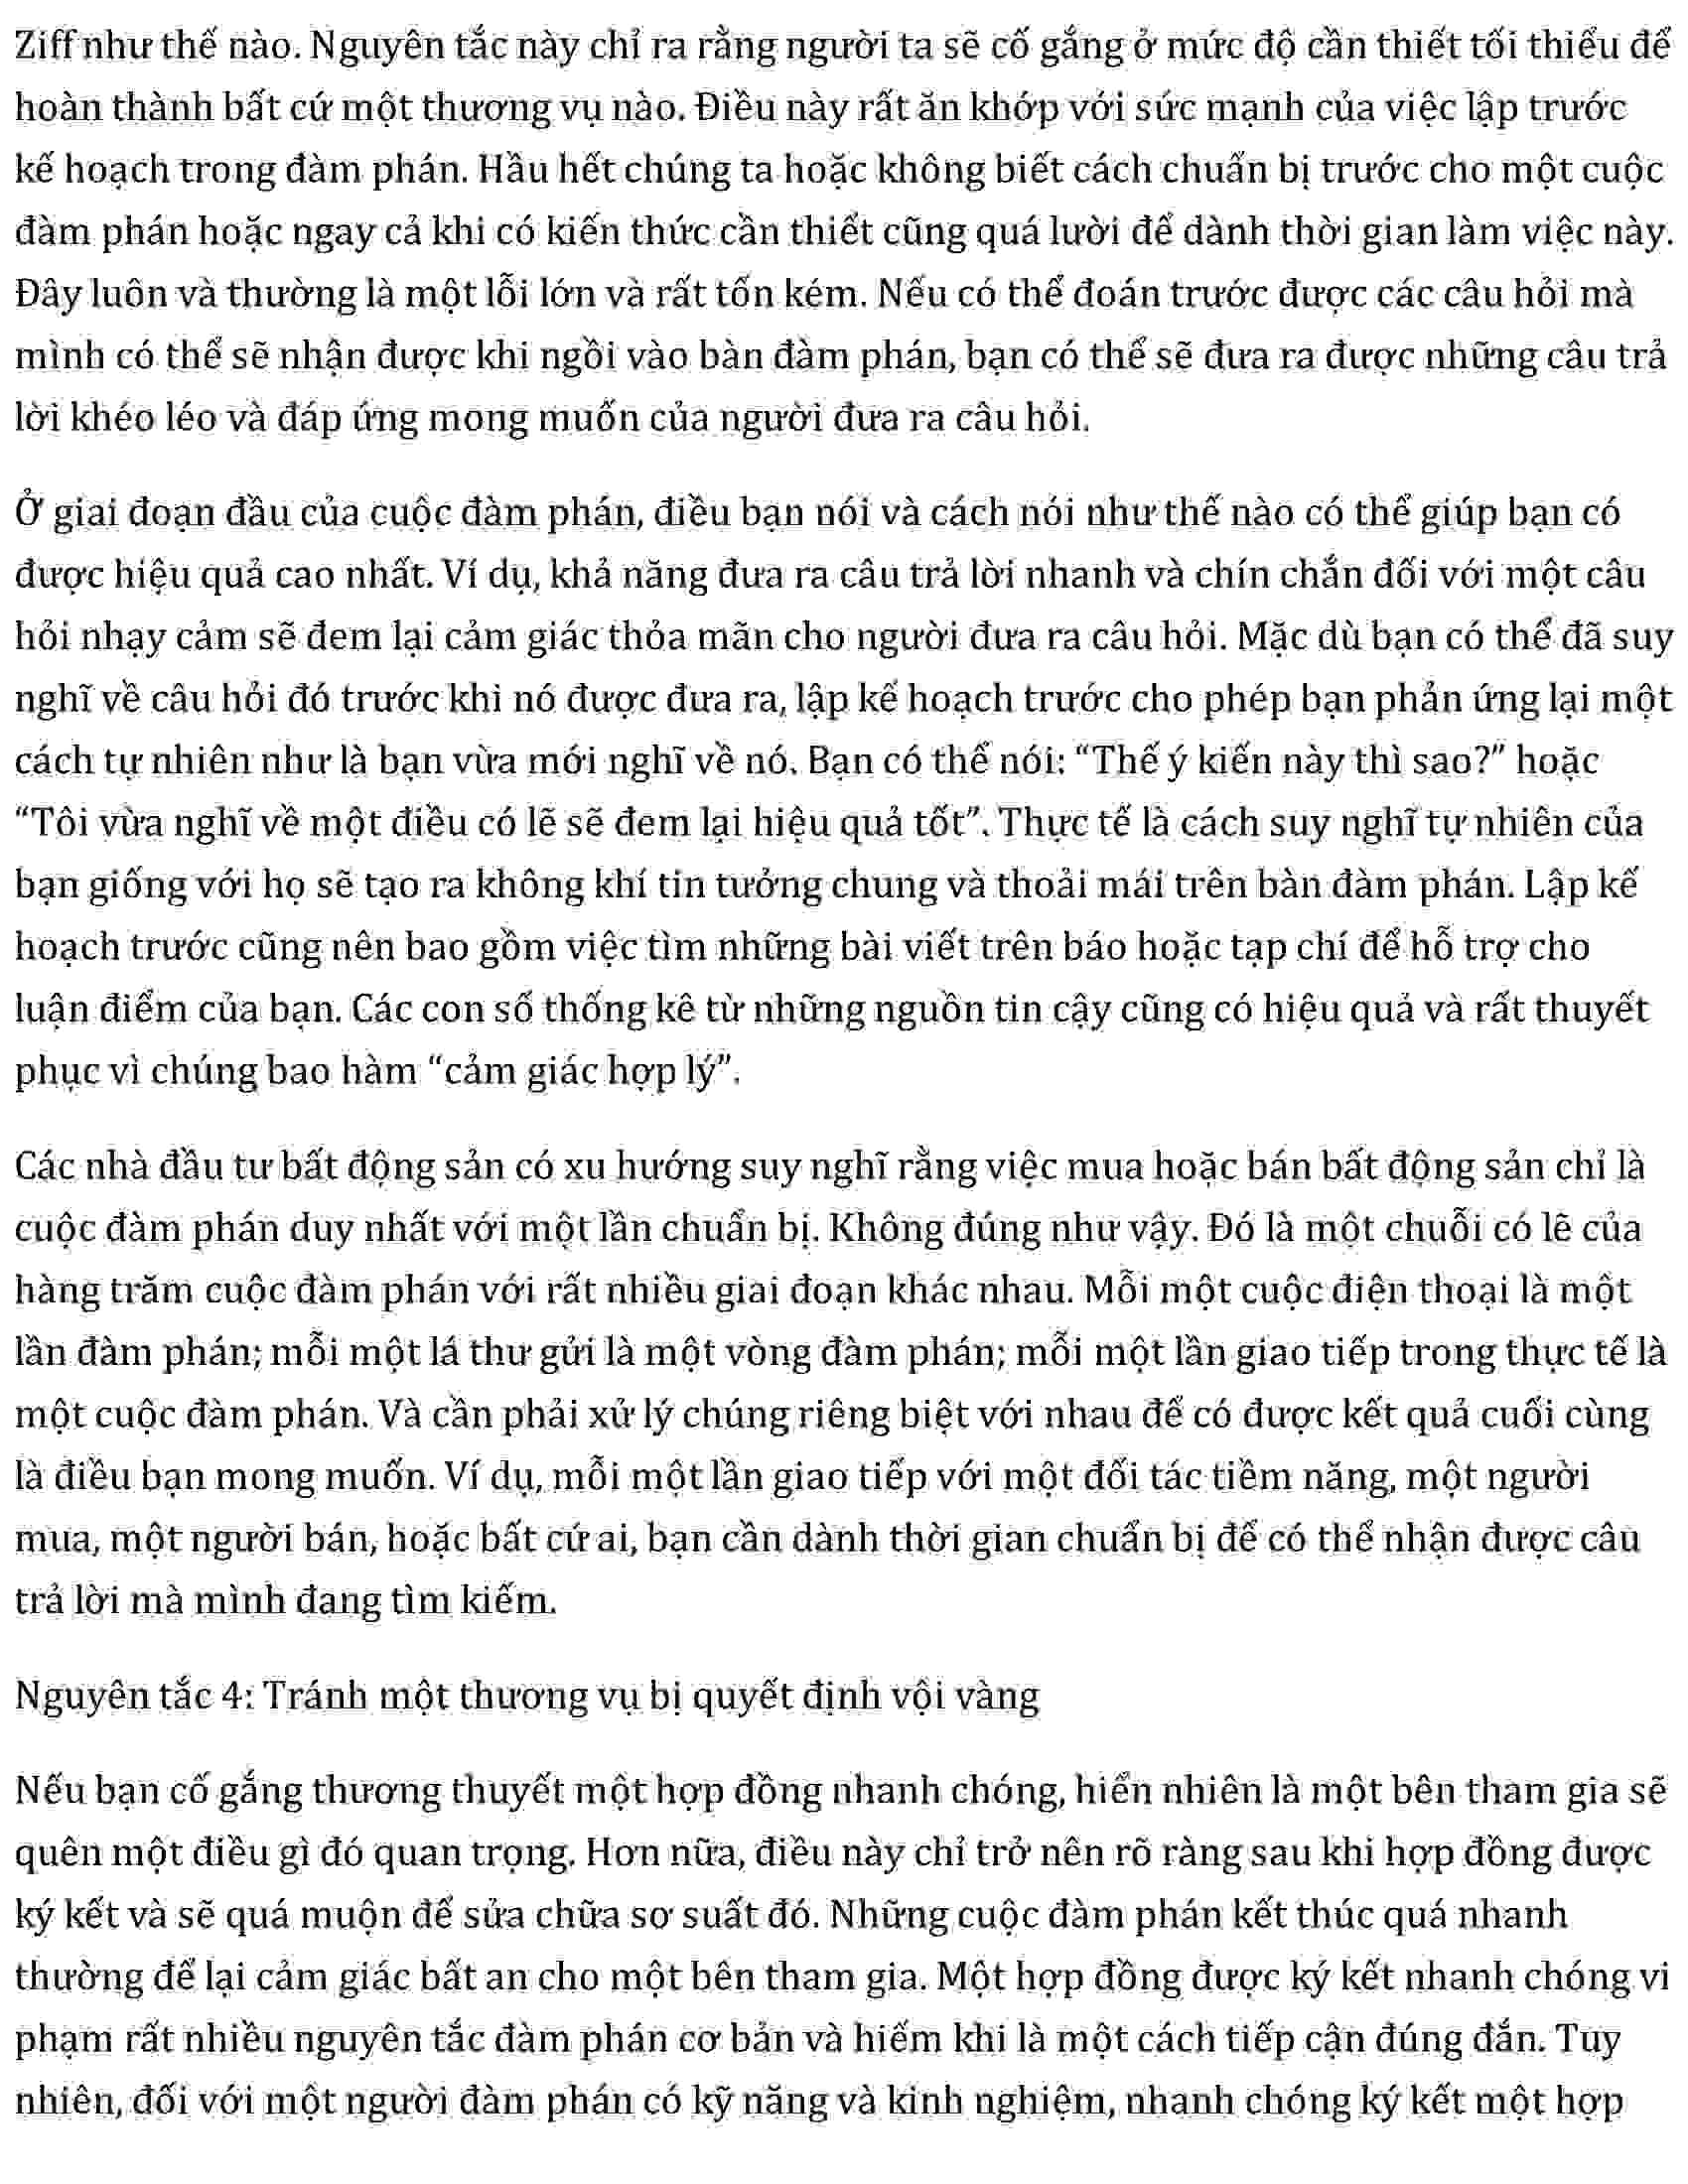 Ziff như thế nào. Nguyên tắc này chỉ ra rằng người ta sẽ cố gắng ở mức độ cần thiết tối thiểu để
hoàn thành bất cứ một thương vụ nào. Điều này rất ăn khớp với sức mạnh của việc lập trước
kế hoạch trong đàm phán. Hầu hết chúng ta hoặc không biết cách chuẩn bị trước cho một cuộc
đàm phán hoặc ngay cả khi có kiến thức cần thiết cũng quá lười để dành thời gian làm việc này.
Đây luôn và thường là một lỗi lớn và rất tốn kém. Nếu có thể đoán trước được các câu hỏi mà
mình có thể sẽ nhận được khi ngồi vào bàn đàm phán, bạn có thể sẽ đưa ra được những câu trả
lời khéo léo và đáp ứng mong muốn của người đưa ra câu hỏi.
Ở giai đoạn đầu của cuộc đàm phán, điều bạn nói và cách nói như thế nào có thể giúp bạn có
được hiệu quả cao nhất. Ví dụ, khả năng đưa ra câu trả lời nhanh và chín chắn đối với một câu
hỏi nhạy cảm sẽ đem lại cảm giác thỏa mãn cho người đưa ra câu hỏi. Mặc dù bạn có thể đã suy
nghĩ về câu hỏi đó trước khi nó được đưa ra, lập kế hoạch trước cho phép bạn phản ứng lại một
cách tự nhiên như là bạn vừa mới nghĩ về nó. Bạn có thể nói: “Thế ý kiến này thì sao?” hoặc
“Tôi vừa nghĩ về một điều có lẽ sẽ đem lại hiệu quả tốt”. Thực tế là cách suy nghĩ tự nhiên của
bạn giống với họ sẽ tạo ra không khí tin tưởng chung và thoải mái trên bàn đàm phán. Lập kế
hoạch trước cũng nên bao gồm việc tìm những bài viết trên báo hoặc tạp chí để hỗ trợ cho
luận điểm của bạn. Các con số thống kê từ những nguồn tin cậy cũng có hiệu quả và rất thuyết
phục vì chúng bao hàm “cảm giác hợp lý”.
Các nhà đầu tư bất động sản có xu hướng suy nghĩ rằng việc mua hoặc bán bất động sản chỉ là
cuộc đàm phán duy nhất với một lần chuẩn bị. Không đúng như vậy. Đó là một chuỗi có lẽ của
hàng trăm cuộc đàm phán với rất nhiều giai đoạn khác nhau. Mỗi một cuộc điện thoại là một
lần đàm phán; mỗi một lá thư gửi là một vòng đàm phán; mỗi một lần giao tiếp trong thực tế là
một cuộc đàm phán. Và cần phải xử lý chúng riêng biệt với nhau để có được kết quả cuối cùng
là điều bạn mong muốn. Ví dụ, mỗi một lần giao tiếp với một đối tác tiềm năng, một người
mua, một người bán, hoặc bất cứ ai, bạn cần dành thời gian chuẩn bị để có thể nhận được câu
trả lời mà mình đang tìm kiếm.
Nguyên tắc 4: Tránh một thương vụ bị quyết định vội vàng
Nếu bạn cố gắng thương thuyết một hợp đồng nhanh chóng, hiển nhiên là một bên tham gia sẽ
quên một điều gì đó quan trọng. Hơn nữa, điều này chỉ trở nên rõ ràng sau khi hợp đồng được
ký kết và sẽ quá muộn để sửa chữa sơ suất đó. Những cuộc đàm phán kết thúc quá nhanh
thường để lại cảm giác bất an cho một bên tham gia. Một hợp đồng được ký kết nhanh chóng vi
phạm rất nhiều nguyên tắc đàm phán cơ bản và hiếm khi là một cách tiếp cận đúng đắn. Tuy
nhiên, đối với một người đàm phán có kỹ năng và kinh nghiệm, nhanh chóng ký kết một hợp